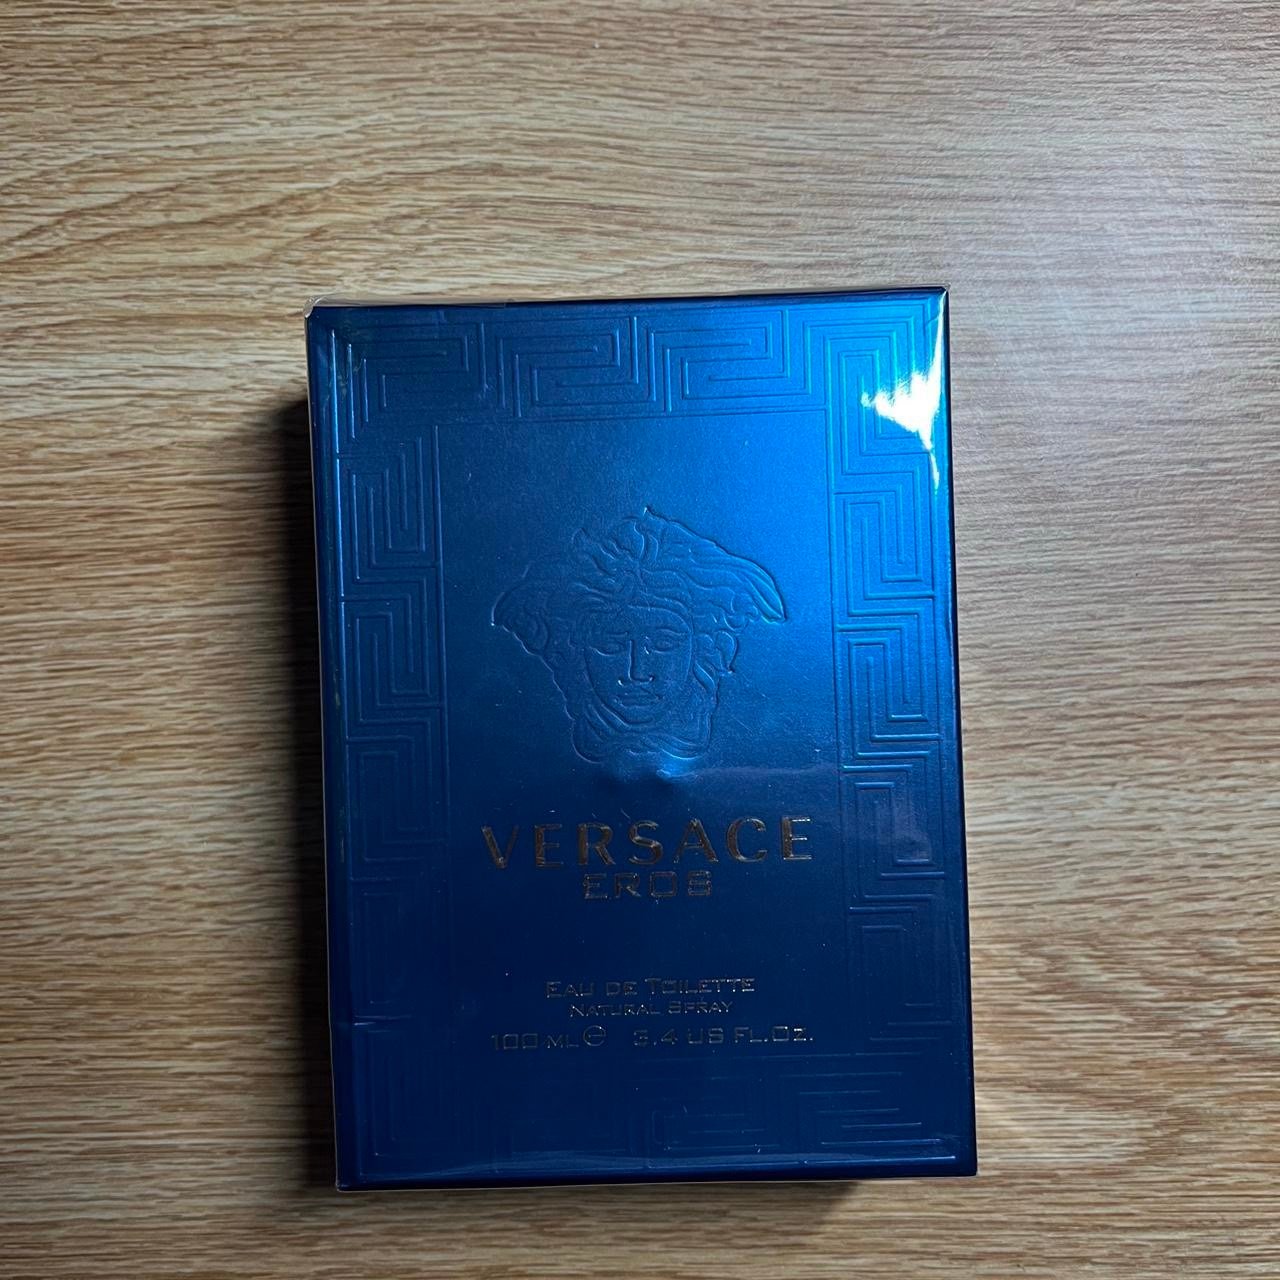 VERSACE
EROS
EAU DE TOILETTE
NATURAL SPRAY
100 ML ℮ 3.4 US FL.OZ.